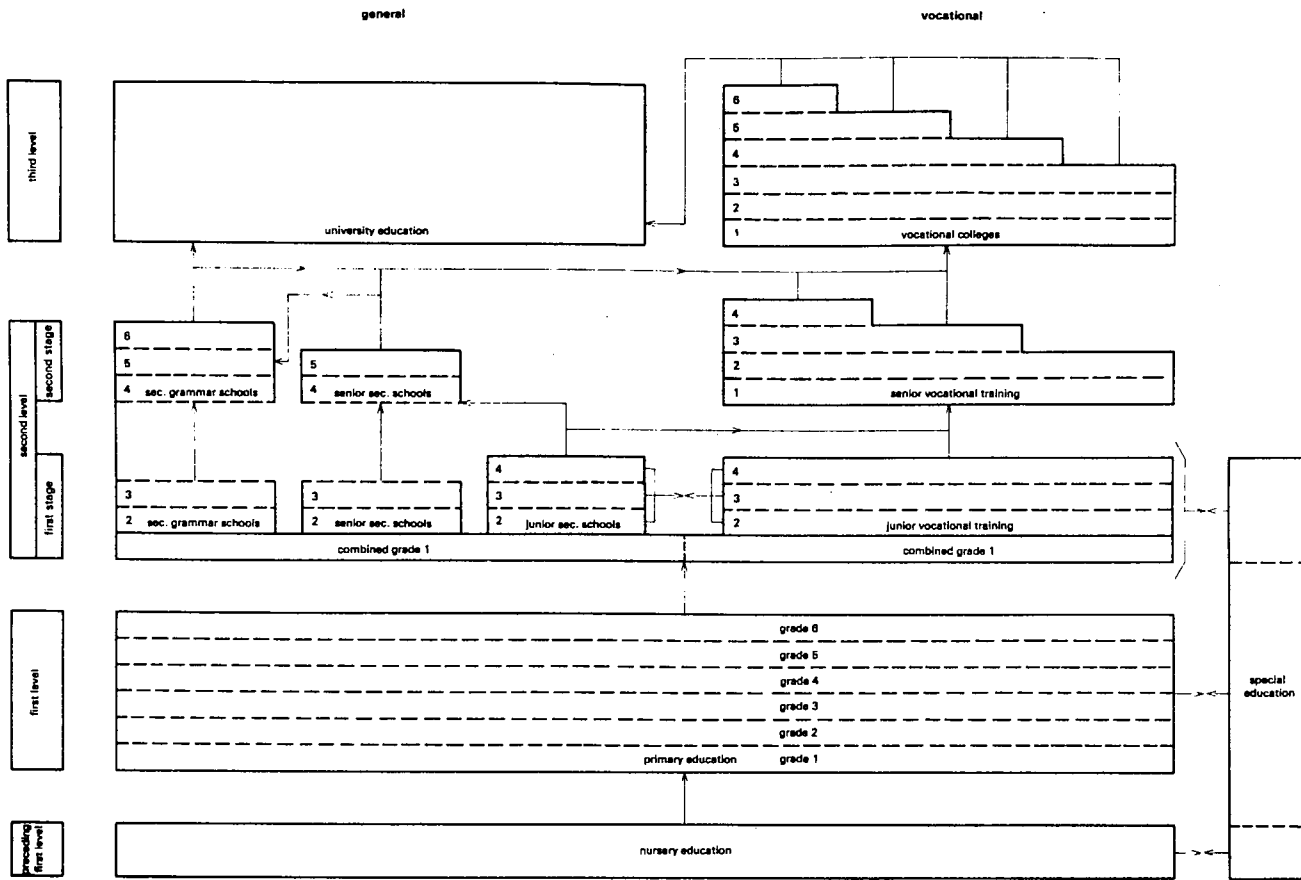 general
vocational
third level
university education
6
5
4
3
2
1
vocational colleges
second level
second stage
6
5
4
sec. grammar schools
5
4
senior sec. schools
4
3
2
1
senior vocational training
first stage
3
2
sec. grammar schools
3
2
senior sec. schools
4
3
2
junior sec. schools
4
3
2
junior vocational training
combined grade 1
combined grade 1
first level
grade 6
grade 5
grade 4
grade 3
grade 2
primary education
grade 1
special
education
preceding
first level
nursery education